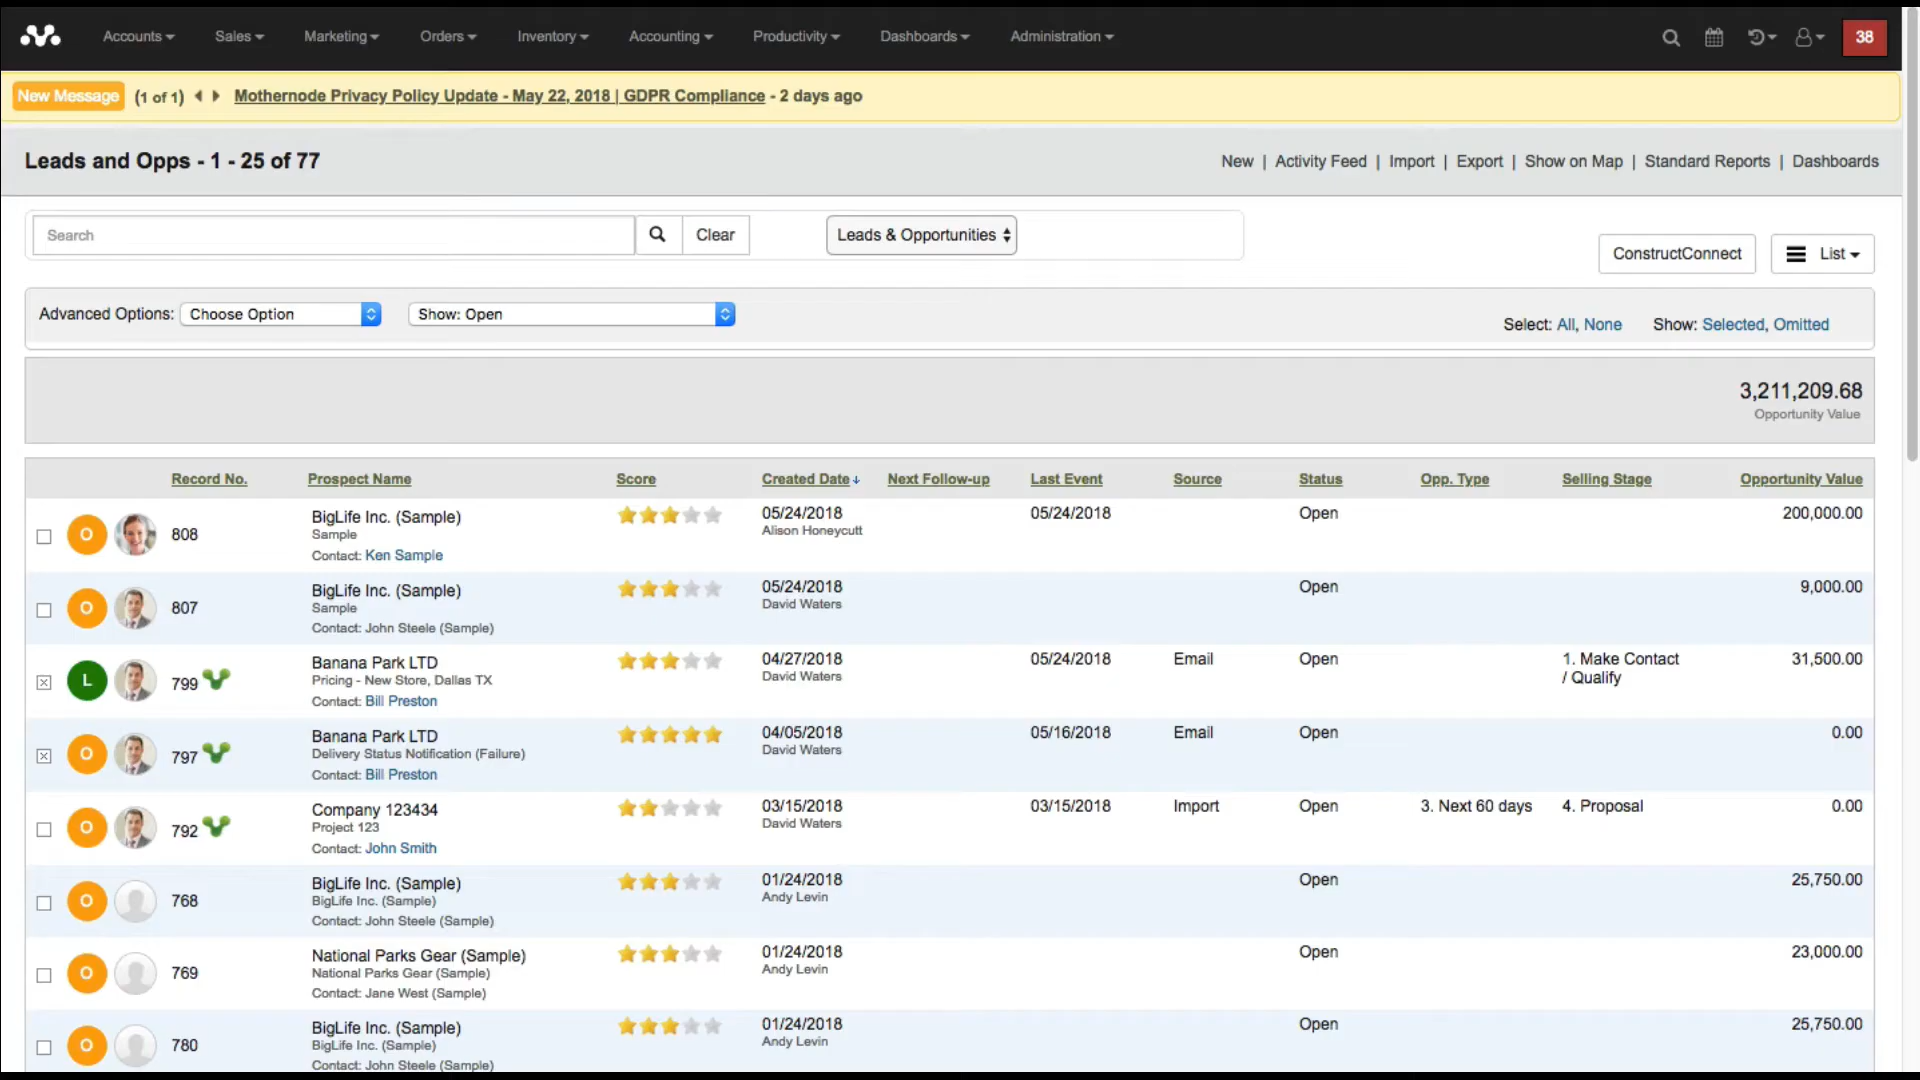 Accounts Sales Marketing Orders Inventory Accounting Productivity Dashboards Administration 38
New Message (1 of 1) Mothernode Privacy Policy Update - May 22, 2018 | GDPR Compliance - 2 days ago
Leads and Opps - 1 - 25 of 77 New | Activity Feed | Import | Export | Show on Map | Standard Reports | Dashboards
Search Clear Leads & Opportunities
ConstructConnect List
Advanced Options: Choose Option Show: Open
Select: All, None Show: Selected, Omitted
3,211,209.68
Opportunity Value
Record No. Prospect Name Score Created Date Next Follow-up Last Event Source Status Opp. Type Selling Stage Opportunity Value
O 808 BigLife Inc. (Sample) 05/24/2018 05/24/2018 Open 200,000.00
Sample Alison Honeycutt
Contact: Ken Sample
O 807 BigLife Inc. (Sample) 05/24/2018 Open 9,000.00
Sample David Waters
Contact: John Steele (Sample)
L 799 Banana Park LTD 04/27/2018 05/24/2018 Email Open 1. Make Contact 31,500.00
Pricing - New Store, Dallas TX David Waters / Qualify
Contact: Bill Preston
O 797 Banana Park LTD 04/05/2018 05/16/2018 Email Open 0.00
Delivery Status Notification (Failure) David Waters
Contact: Bill Preston
O 792 Company 123434 03/15/2018 03/15/2018 Import Open 3. Next 60 days 4. Proposal 0.00
Project 123 David Waters
Contact: John Smith
O 768 BigLife Inc. (Sample) 01/24/2018 Open 25,750.00
BigLife Inc. (Sample) Andy Levin
Contact: John Steele (Sample)
O 769 National Parks Gear (Sample) 01/24/2018 Open 23,000.00
National Parks Gear (Sample) Andy Levin
Contact: Jane West (Sample)
O 780 BigLife Inc. (Sample) 01/24/2018 Open 25,750.00
BigLife Inc. (Sample) Andy Levin
Contact: John Steele (Sample)